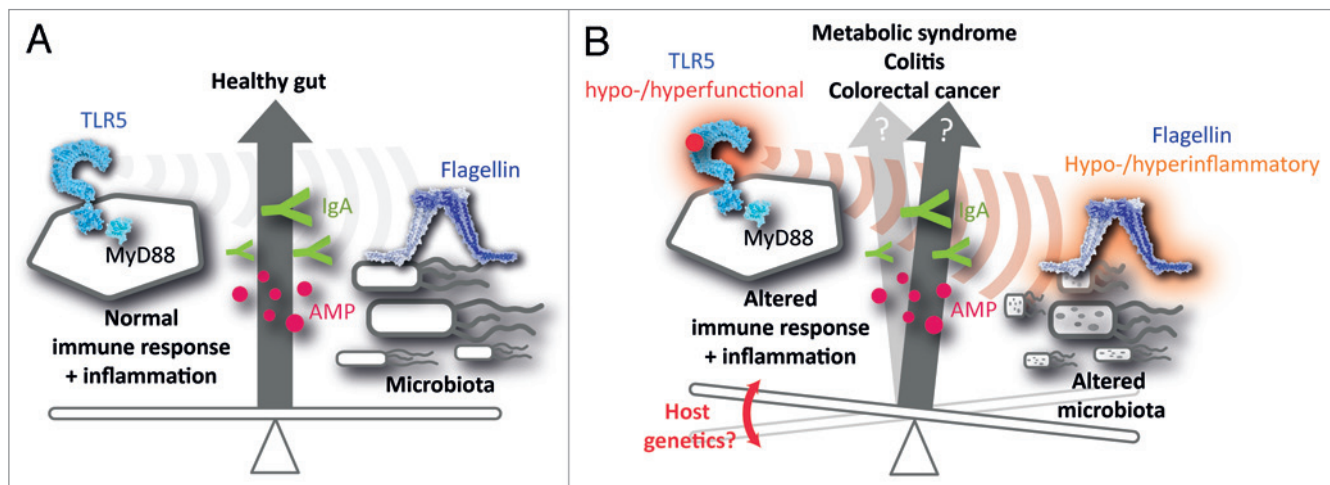 A
Healthy gut
TLR5
Flagellin
IgA
MyD88
AMP
Normal
immune response
+ inflammation
Microbiota
B
Metabolic syndrome
Colitis
Colorectal cancer
TLR5
hypo-/hyperfunctional
? ?
Flagellin
Hypo-/hyperinflammatory
IgA
MyD88
AMP
Altered
immune response
+ inflammation
Altered
microbiota
Host
genetics?